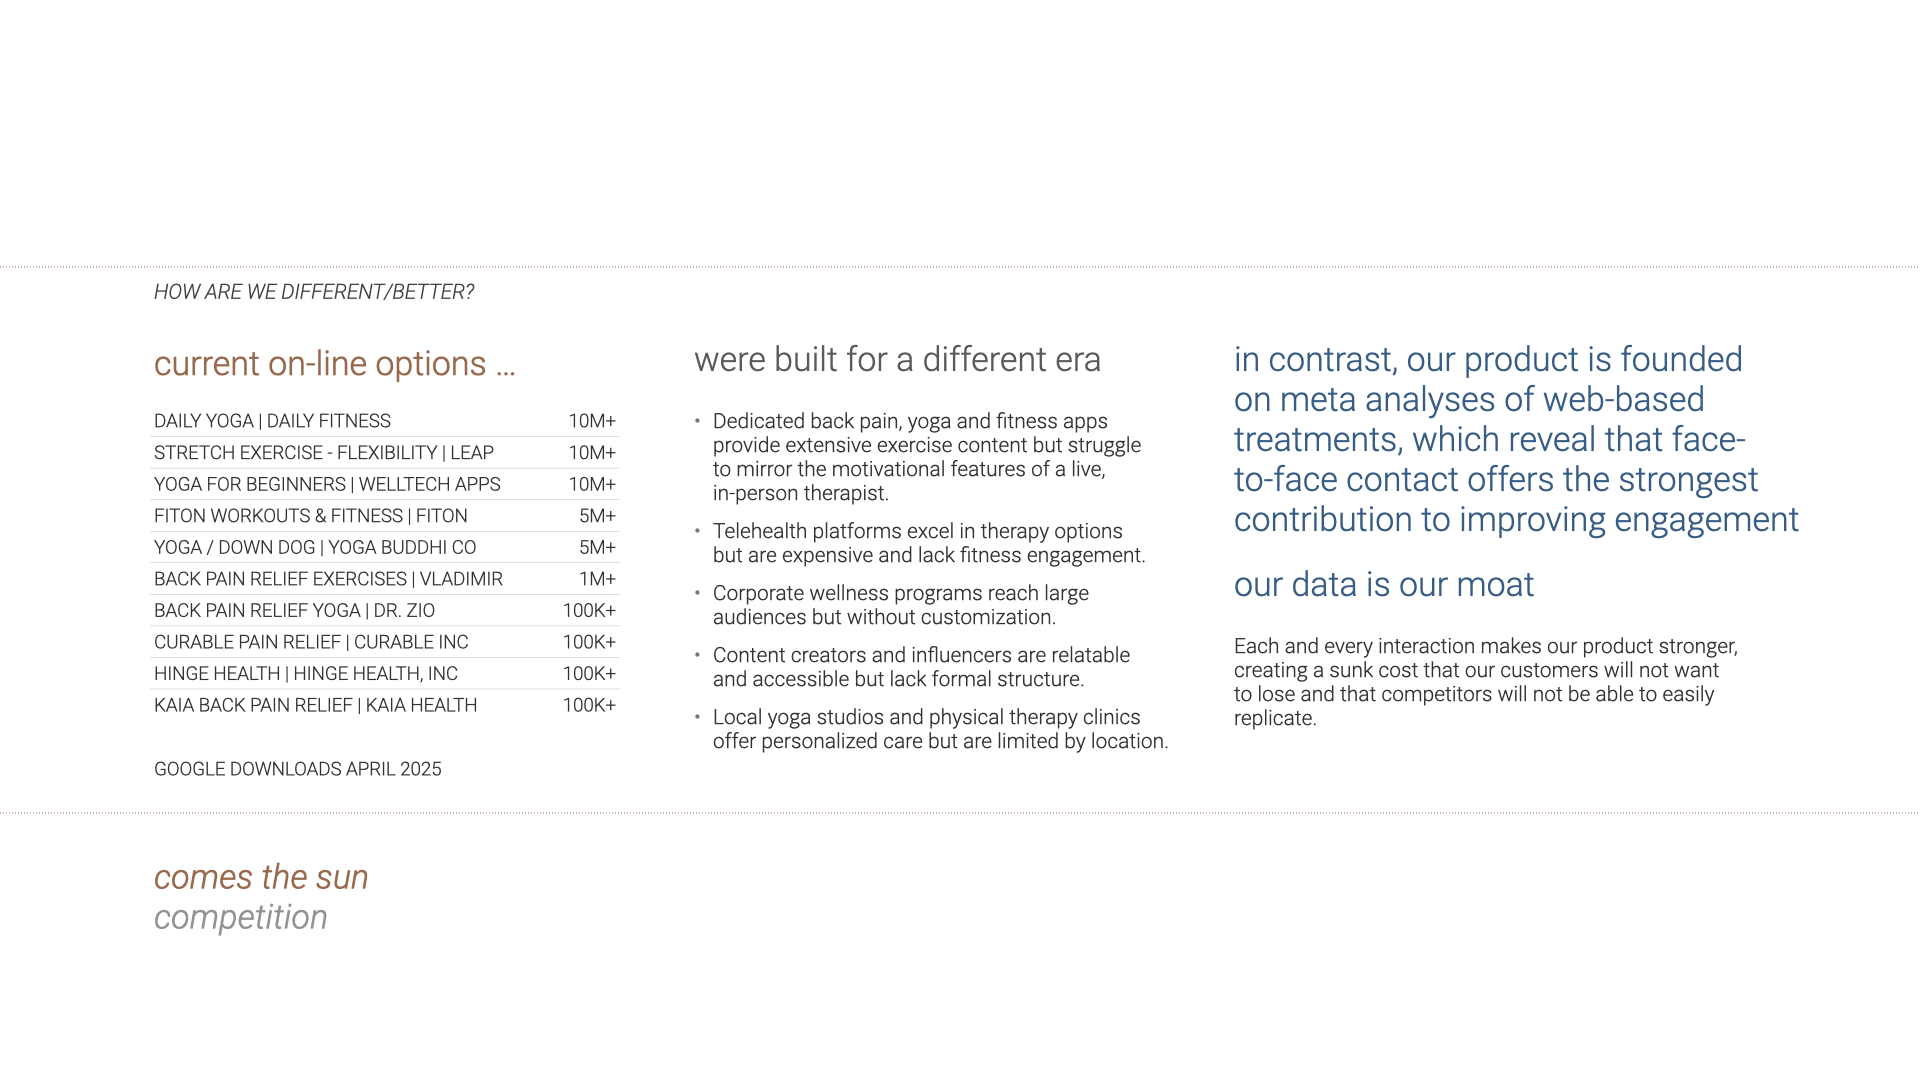 HOW ARE WE DIFFERENT/BETTER?
current on-line options ...
DAILY YOGA | DAILY FITNESS 10M+
STRETCH EXERCISE - FLEXIBILITY | LEAP 10M+
YOGA FOR BEGINNERS | WELLTECH APPS 10M+
FITON WORKOUTS & FITNESS | FITON 5M+
YOGA / DOWN DOG | YOGA BUDDHI CO 5M+
BACK PAIN RELIEF EXERCISES | VLADIMIR 1M+
BACK PAIN RELIEF YOGA | DR. ZIO 100K+
CURABLE PAIN RELIEF | CURABLE INC 100K+
HINGE HEALTH | HINGE HEALTH, INC 100K+
KAIA BACK PAIN RELIEF | KAIA HEALTH 100K+
GOOGLE DOWNLOADS APRIL 2025
were built for a different era
• Dedicated back pain, yoga and fitness apps
provide extensive exercise content but struggle
to mirror the motivational features of a live,
in-person therapist.
• Telehealth platforms excel in therapy options
but are expensive and lack fitness engagement.
• Corporate wellness programs reach large
audiences but without customization.
• Content creators and influencers are relatable
and accessible but lack formal structure.
• Local yoga studios and physical therapy clinics
offer personalized care but are limited by location.
in contrast, our product is founded
on meta analyses of web-based
treatments, which reveal that face-
to-face contact offers the strongest
contribution to improving engagement
our data is our moat
Each and every interaction makes our product stronger,
creating a sunk cost that our customers will not want
to lose and that competitors will not be able to easily
replicate.
comes the sun
competition